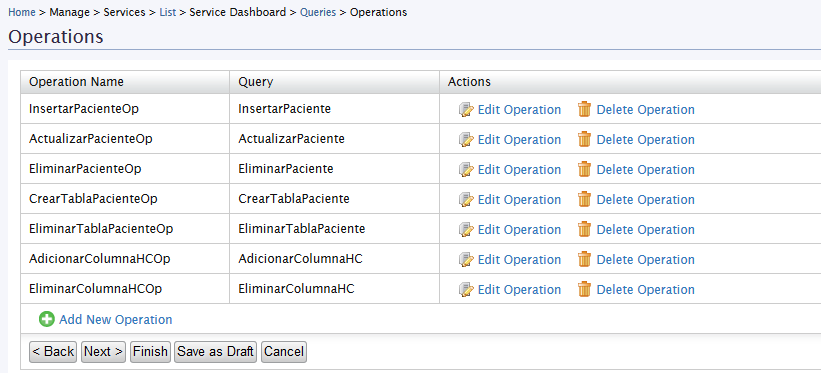 Home > Manage > Services > List > Service Dashboard > Queries > Operations
Operations
Operation Name Query Actions
InsertarPacienteOp InsertarPaciente Edit Operation Delete Operation
ActualizarPacienteOp ActualizarPaciente Edit Operation Delete Operation
EliminarPacienteOp EliminarPaciente Edit Operation Delete Operation
CrearTablaPacienteOp CrearTablaPaciente Edit Operation Delete Operation
EliminarTablaPacienteOp EliminarTablaPaciente Edit Operation Delete Operation
AdicionarColumnaHCOp AdicionarColumnaHC Edit Operation Delete Operation
EliminarColumnaHCOp EliminarColumnaHC Edit Operation Delete Operation
Add New Operation
< Back Next > Finish Save as Draft Cancel